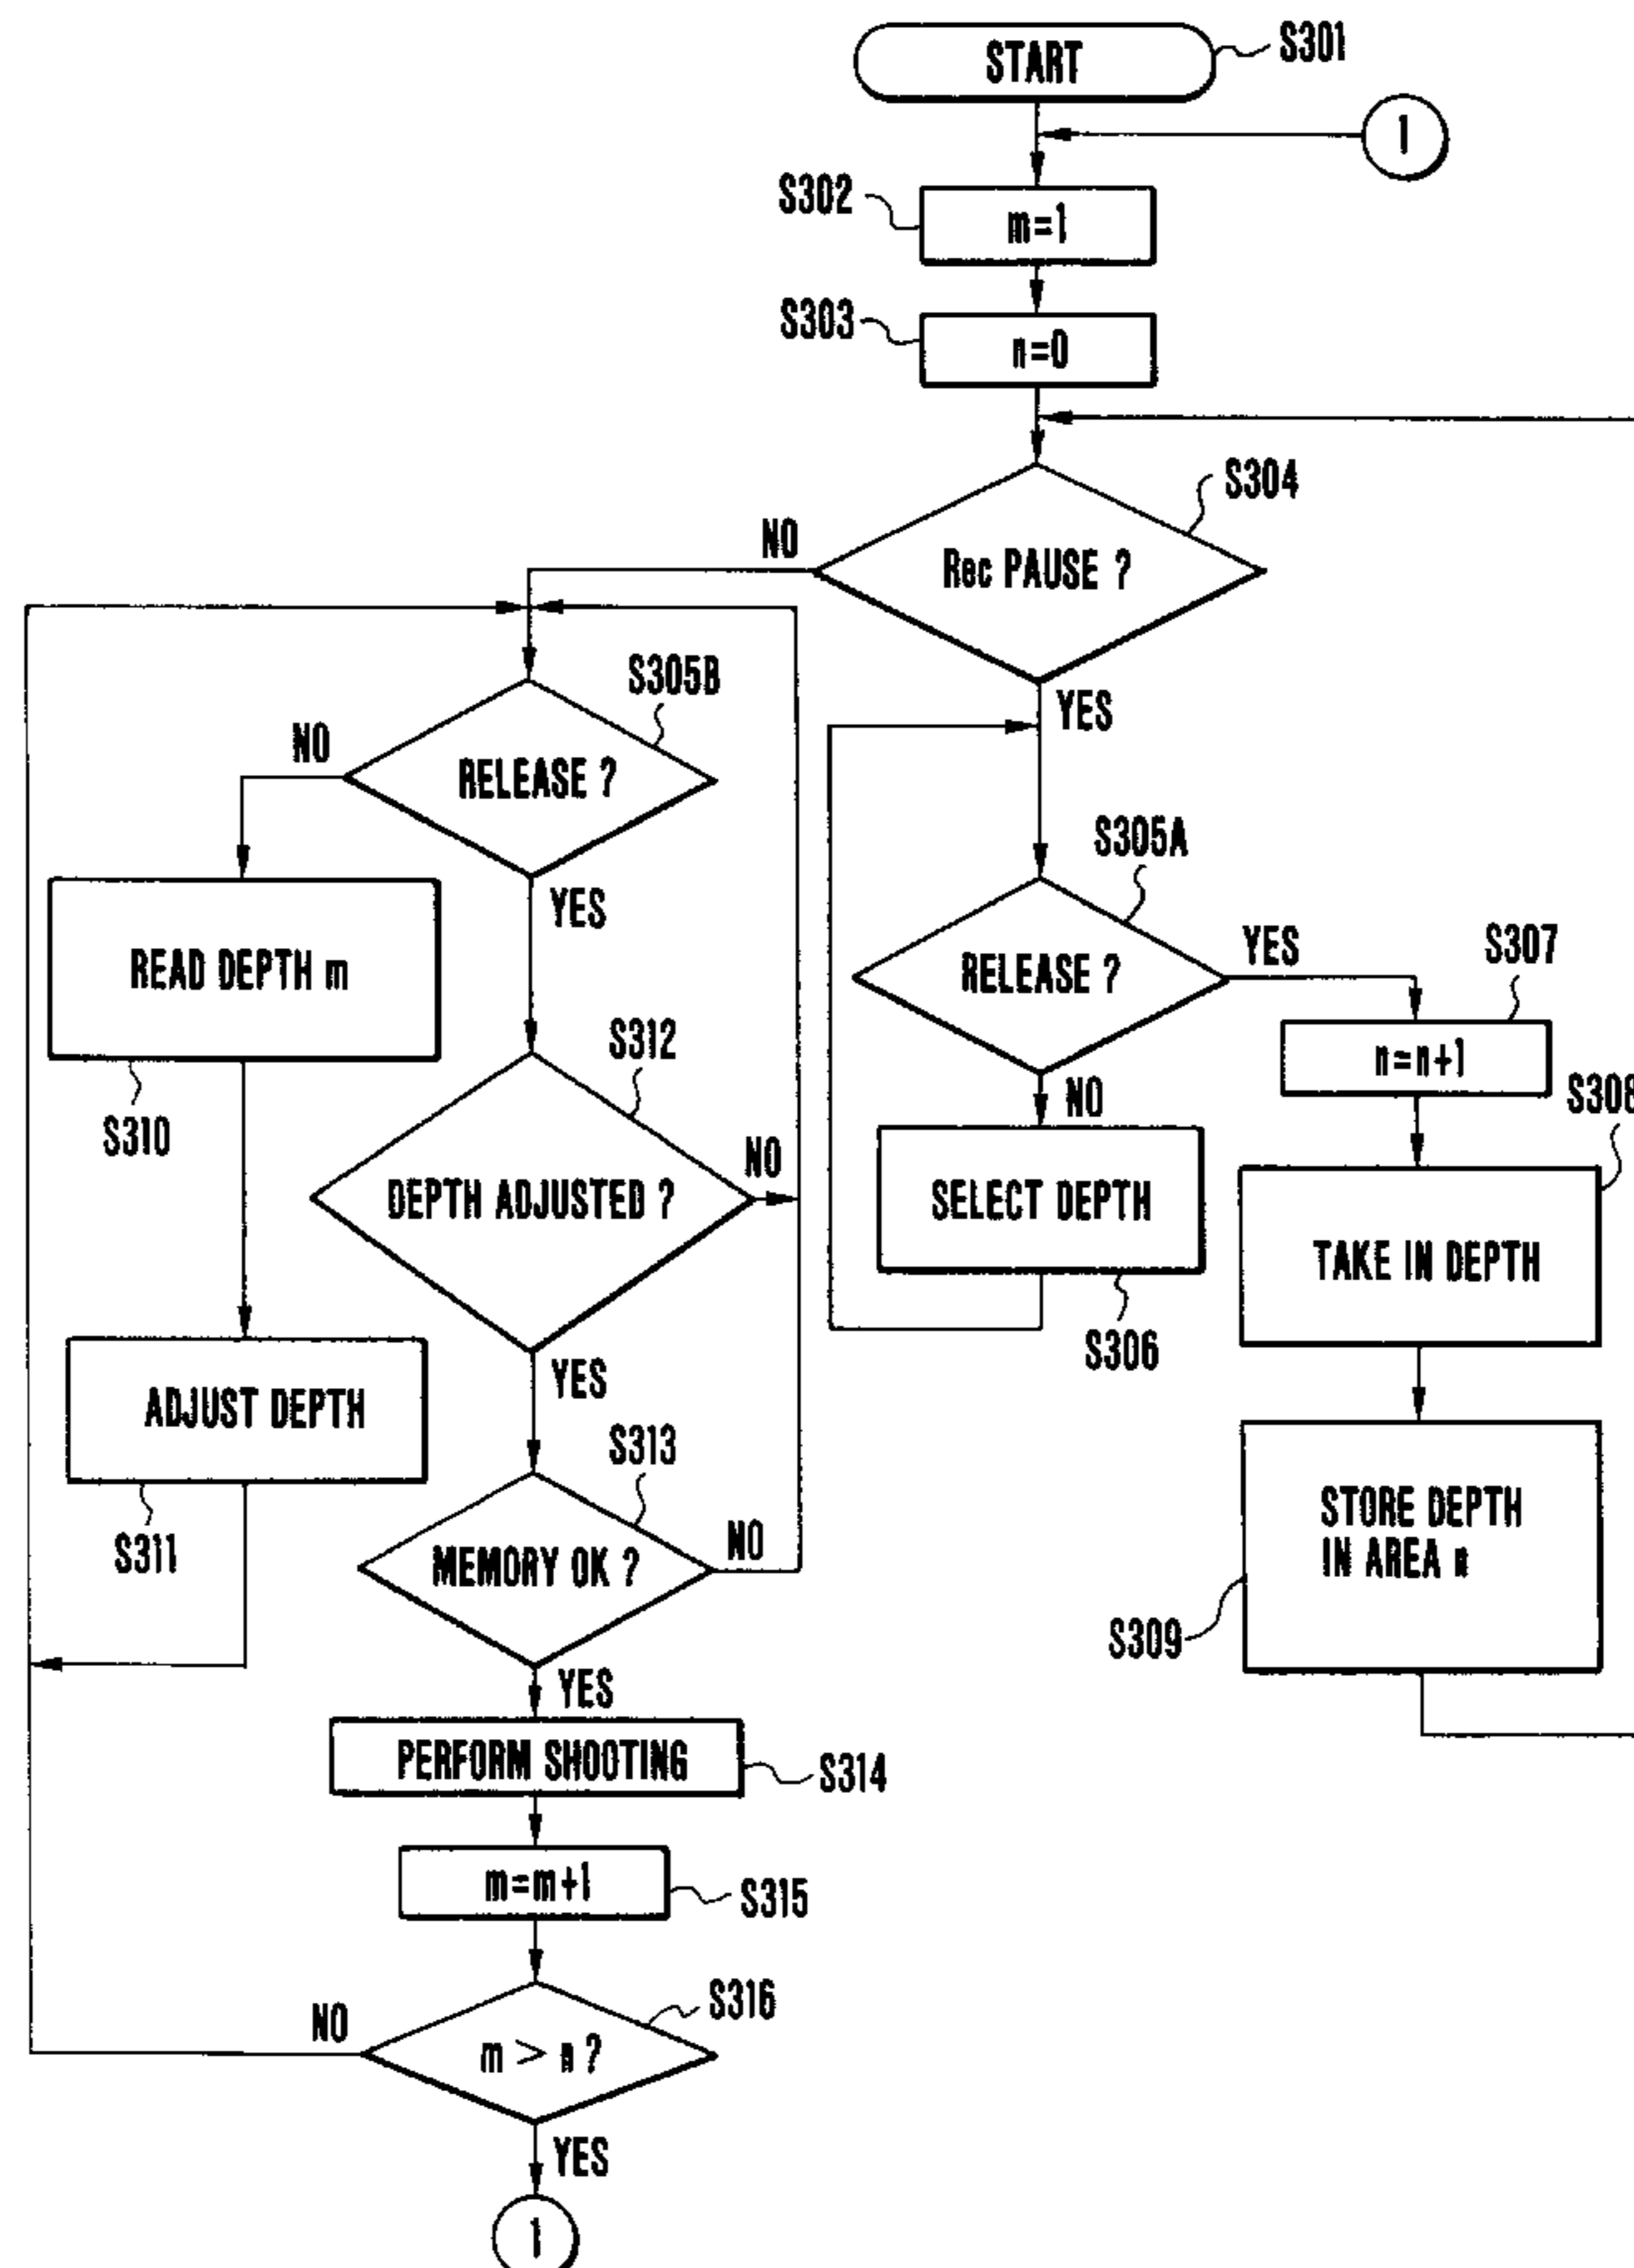 START
S301
1
S302
m=1
S303
n=0
S304
NO
Rec PAUSE ?
YES
S305B
NO
RELEASE ?
YES
S305A
RELEASE ?
YES
S307
n=n+1
NO
READ DEPTH m
S310
S312
DEPTH ADJUSTED ?
NO
YES
SELECT DEPTH
S306
S308
TAKE IN DEPTH
ADJUST DEPTH
S311
S313
MEMORY OK ?
NO
YES
STORE DEPTH
IN AREA n
S309
PERFORM SHOOTING
S314
m=m+1
S315
S316
NO
m > n ?
YES
1